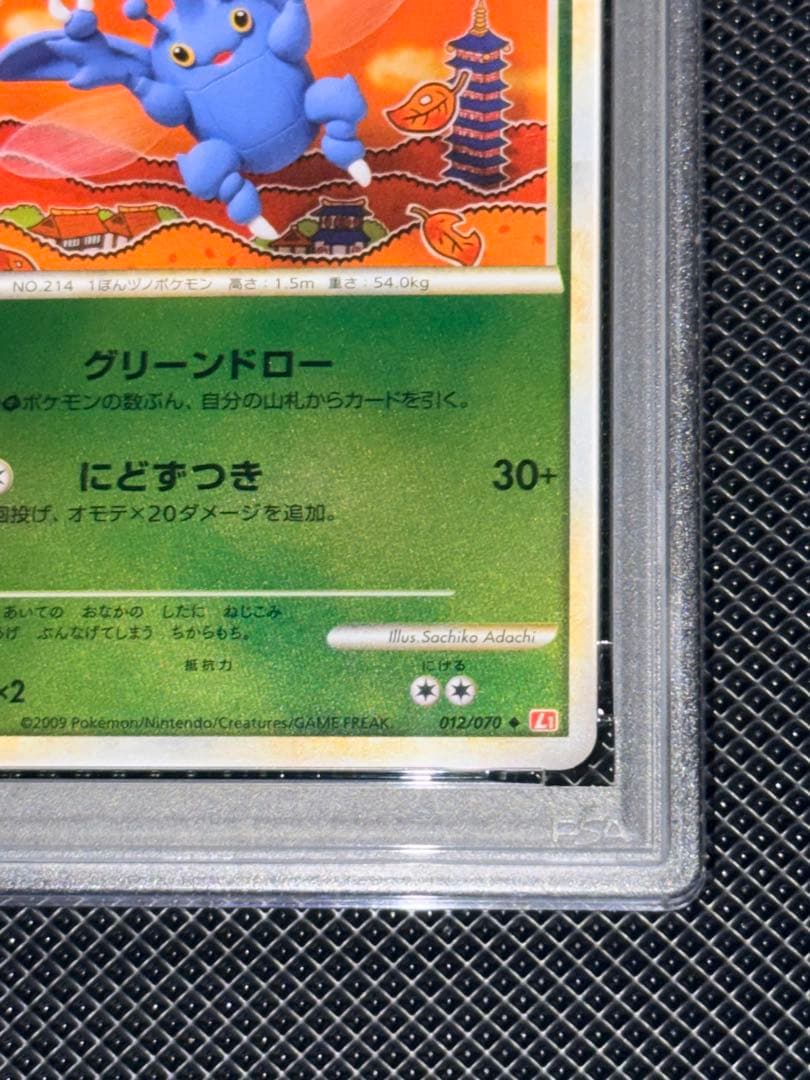 NO.214 1ぽんヅノポケモン 高さ:1.5m 重さ:54.0kg
グリーンドロー
ポケモンの数ぶん、自分の山札からカードを引く。
にどずつき 30+
回投げ、オモテ×20ダメージを追加。
あいての おなかの したに ねじこみ
ぶんなげてしまう ちからもち。
Illus. Sachiko Adachi
抵抗力 にげる
×2
©2009 Pokémon/Nintendo/Creatures/GAME FREAK. 012/070 ◆ L1
PSA